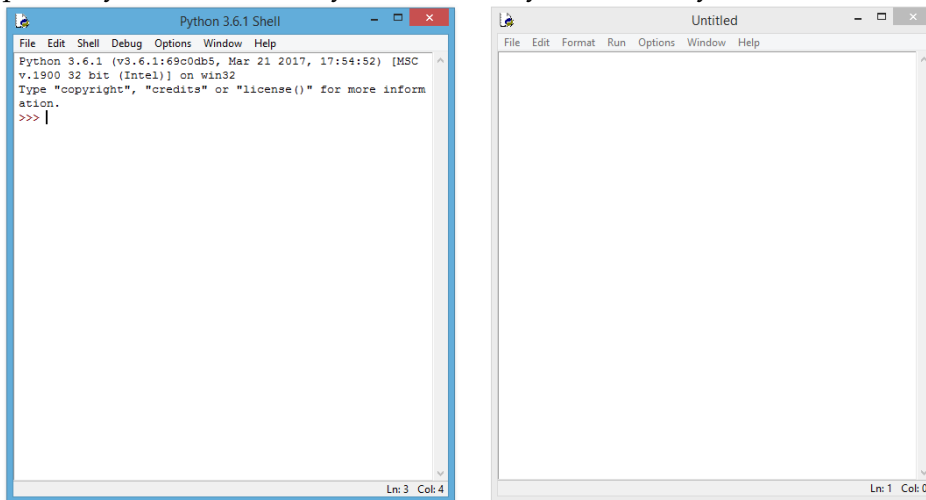 Python 3.6.1 Shell
File Edit Shell Debug Options Window Help
Python 3.6.1 (v3.6.1:69c0db5, Mar 21 2017, 17:54:52) [MSC
v.1900 32 bit (Intel)] on win32
Type "copyright", "credits" or "license()" for more inform
ation.
>>>
Ln: 3 Col: 4
Untitled
File Edit Format Run Options Window Help
Ln: 1 Col: 0